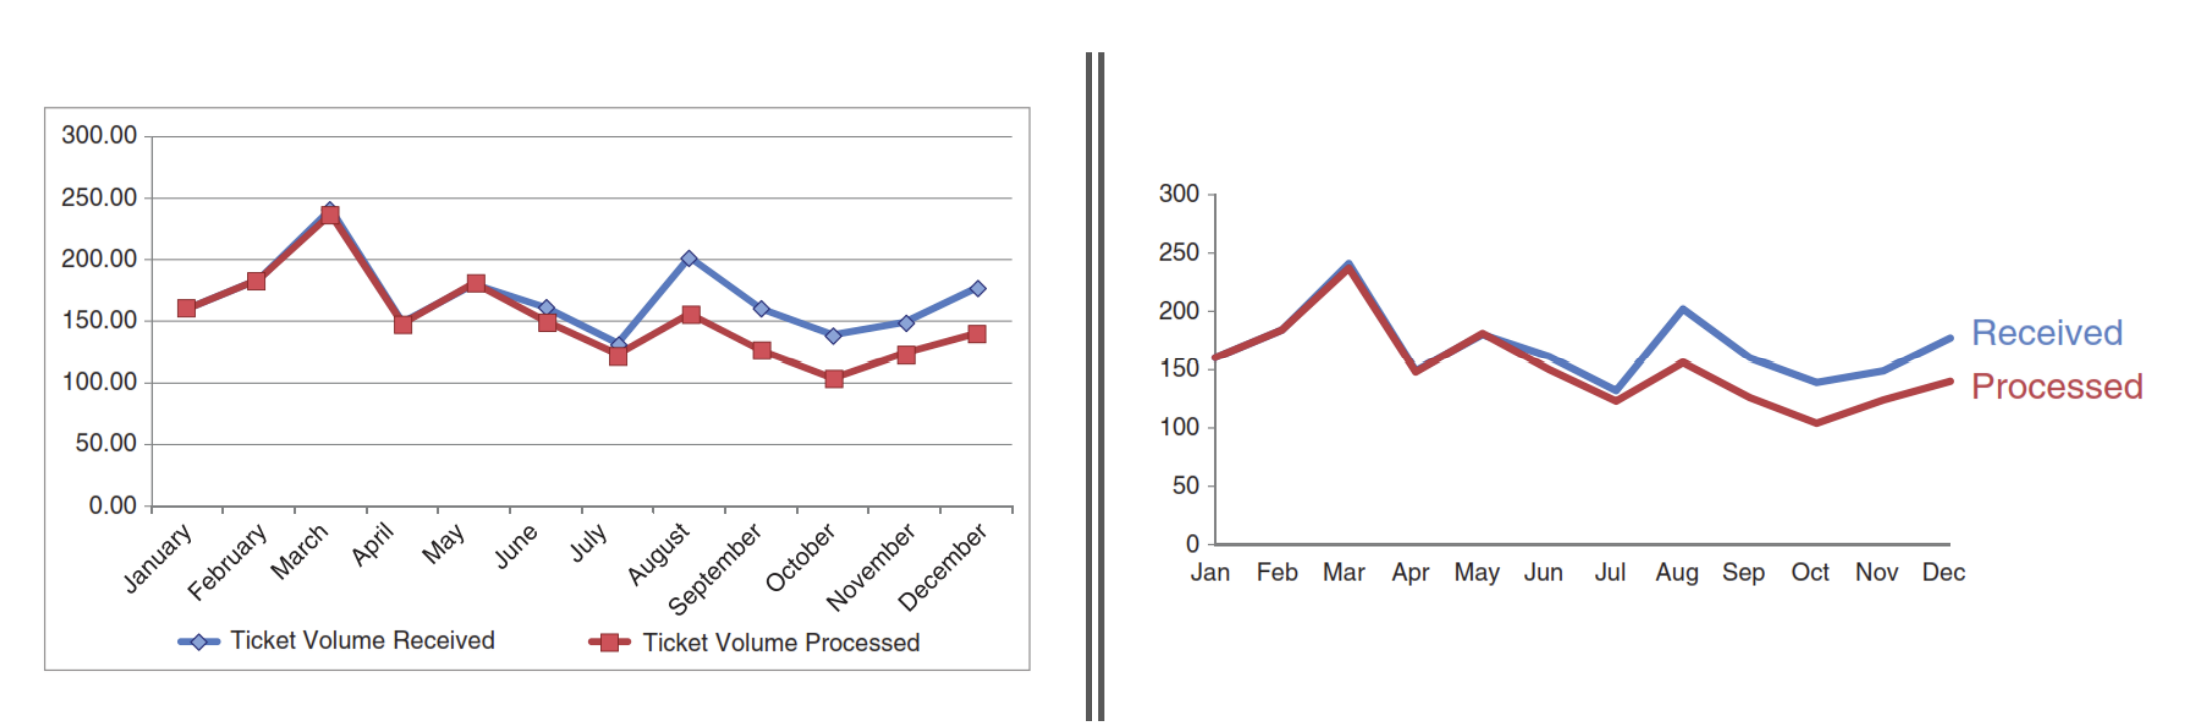 300.00
250.00
200.00
150.00
100.00
50.00
0.00
January
February
March
April
May
June
July
August
September
October
November
December
Ticket Volume Received
Ticket Volume Processed
300
250
200
150
100
50
0
Jan Feb Mar Apr May Jun Jul Aug Sep Oct Nov Dec
Received
Processed